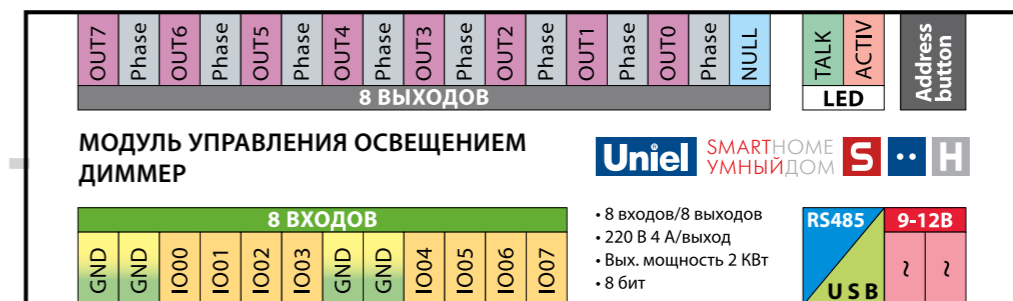 OUT7 Phase OUT6 Phase OUT5 Phase OUT4 Phase OUT3 Phase OUT2 Phase OUT1 Phase OUT0 Phase NULL
8 ВЫХОДОВ
TALK ACTIV
LED
Address
button
МОДУЛЬ УПРАВЛЕНИЯ ОСВЕЩЕНИЕМ
ДИММЕР
Uniel
SMARTHOME
УМНЫЙДОМ
S ·· H
8 ВХОДОВ
GND GND IO00 IO01 IO02 IO03 GND GND IO04 IO05 IO06 IO07
• 8 входов/8 выходов
• 220 В 4 А/выход
• Вых. мощность 2 КВт
• 8 бит
RS485
USB
9-12В
~ ~